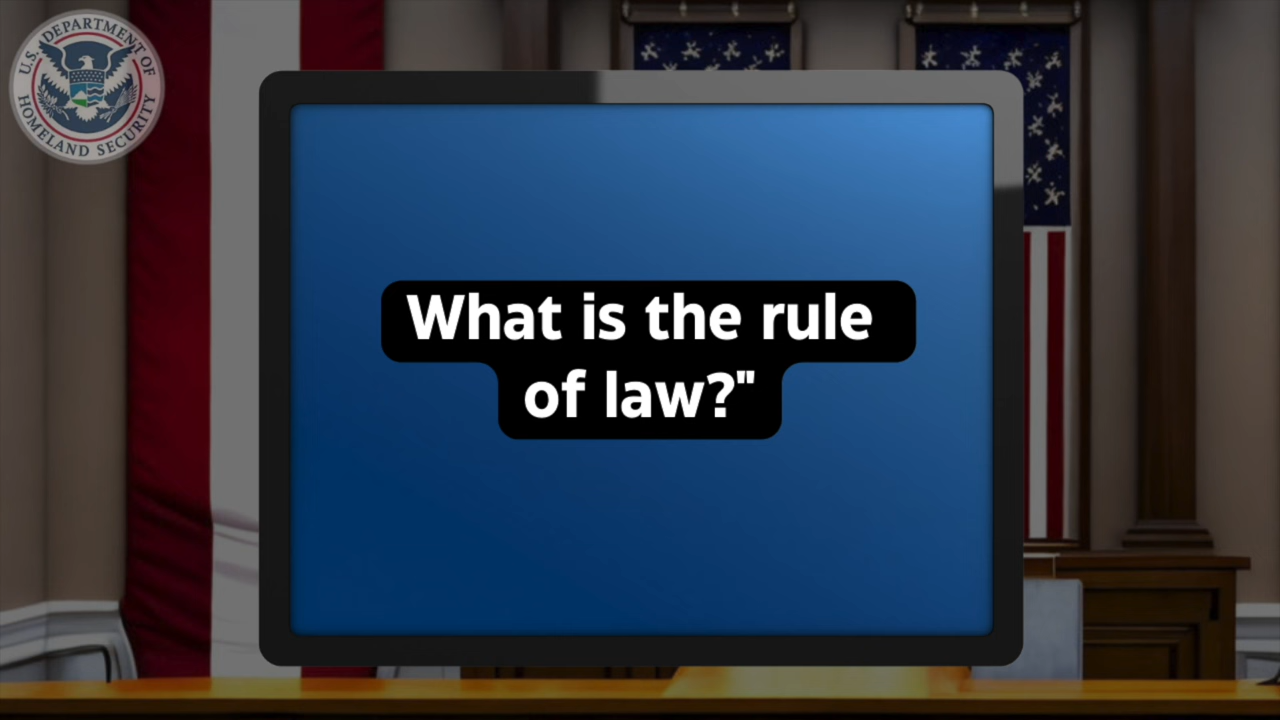 U.S. DEPARTMENT OF
HOMELAND SECURITY
What is the rule
of law?"